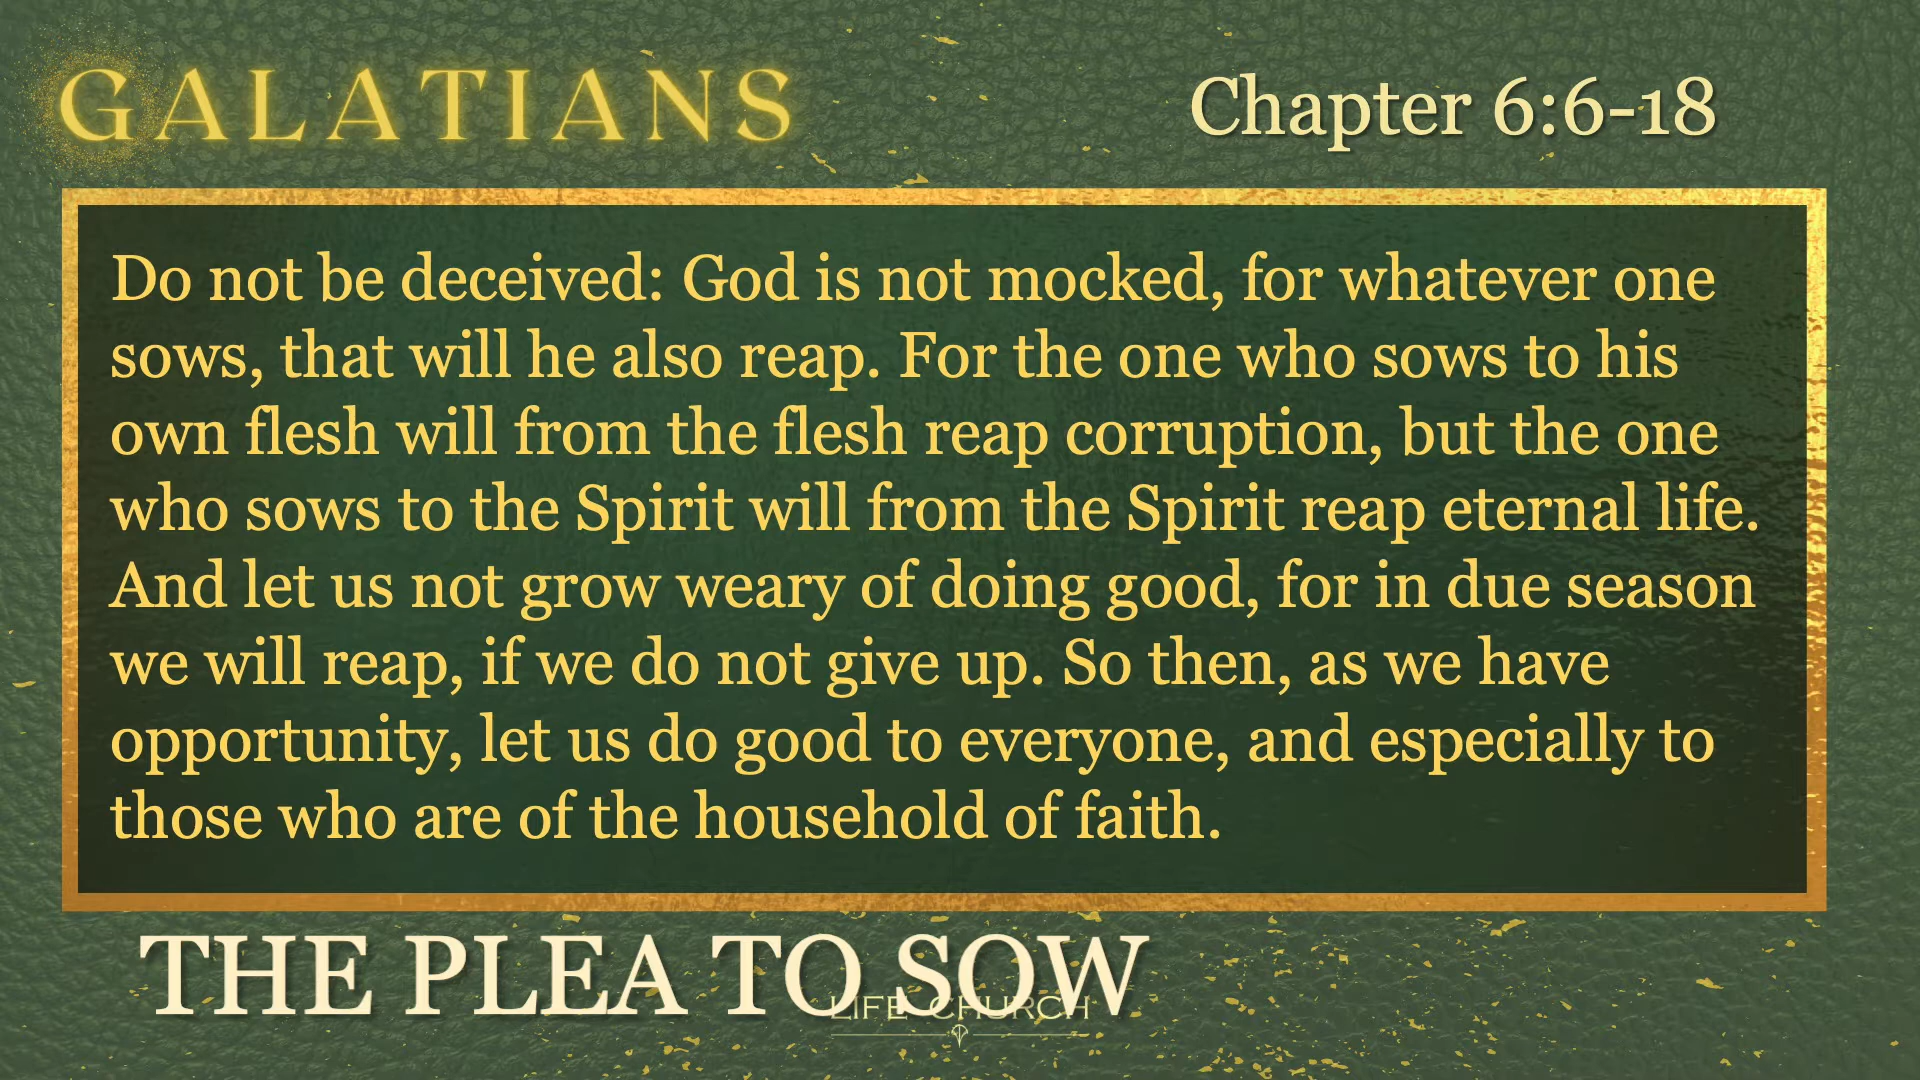 GALATIANS
Chapter 6:6-18
Do not be deceived: God is not mocked, for whatever one
sows, that will he also reap. For the one who sows to his
own flesh will from the flesh reap corruption, but the one
who sows to the Spirit will from the Spirit reap eternal life.
And let us not grow weary of doing good, for in due season
we will reap, if we do not give up. So then, as we have
opportunity, let us do good to everyone, and especially to
those who are of the household of faith.
THE PLEA TO SOW
LIFE CHURCH